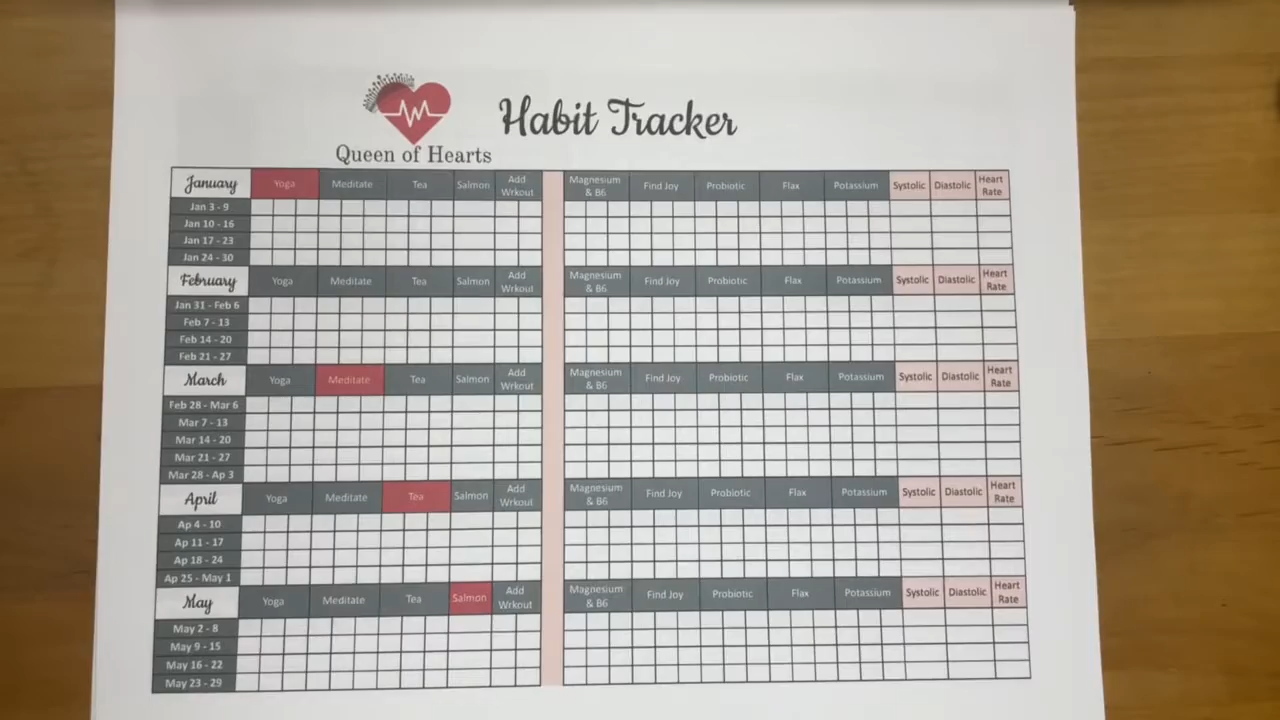 Habit Tracker
Queen of Hearts
January Yoga Meditate Tea Salmon Add Wrkout Magnesium & B6 Find Joy Probiotic Flax Potassium Systolic Diastolic Heart Rate
Jan 3 - 9
Jan 10 - 16
Jan 17 - 23
Jan 24 - 30
February Yoga Meditate Tea Salmon Add Wrkout Magnesium & B6 Find Joy Probiotic Flax Potassium Systolic Diastolic Heart Rate
Jan 31 - Feb 6
Feb 7 - 13
Feb 14 - 20
Feb 21 - 27
March Yoga Meditate Tea Salmon Add Wrkout Magnesium & B6 Find Joy Probiotic Flax Potassium Systolic Diastolic Heart Rate
Feb 28 - Mar 6
Mar 7 - 13
Mar 14 - 20
Mar 21 - 27
Mar 28 - Ap 3
April Yoga Meditate Tea Salmon Add Wrkout Magnesium & B6 Find Joy Probiotic Flax Potassium Systolic Diastolic Heart Rate
Ap 4 - 10
Ap 11 - 17
Ap 18 - 24
Ap 25 - May 1
May Yoga Meditate Tea Salmon Add Wrkout Magnesium & B6 Find Joy Probiotic Flax Potassium Systolic Diastolic Heart Rate
May 2 - 8
May 9 - 15
May 16 - 22
May 23 - 29